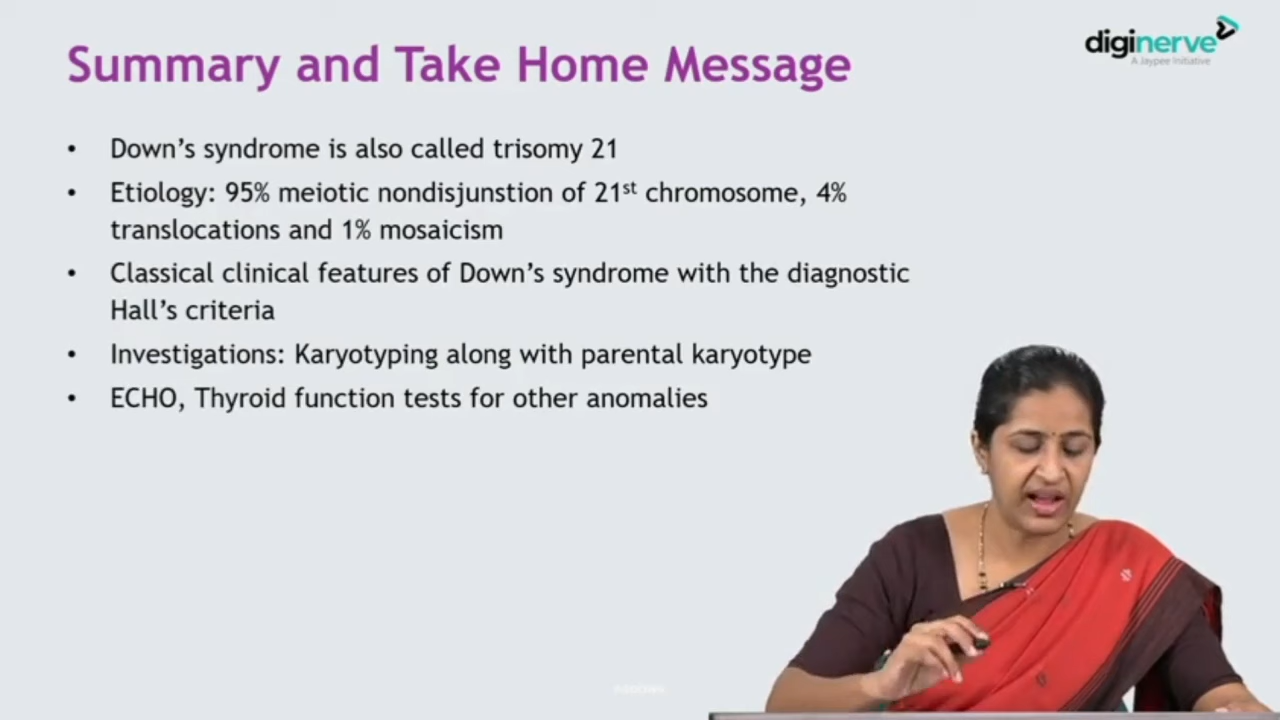 Summary and Take Home Message
diginerve
A Jaypee Initiative
• Down's syndrome is also called trisomy 21
• Etiology: 95% meiotic nondisjunstion of 21st chromosome, 4%
translocations and 1% mosaicism
• Classical clinical features of Down's syndrome with the diagnostic
Hall's criteria
• Investigations: Karyotyping along with parental karyotype
• ECHO, Thyroid function tests for other anomalies